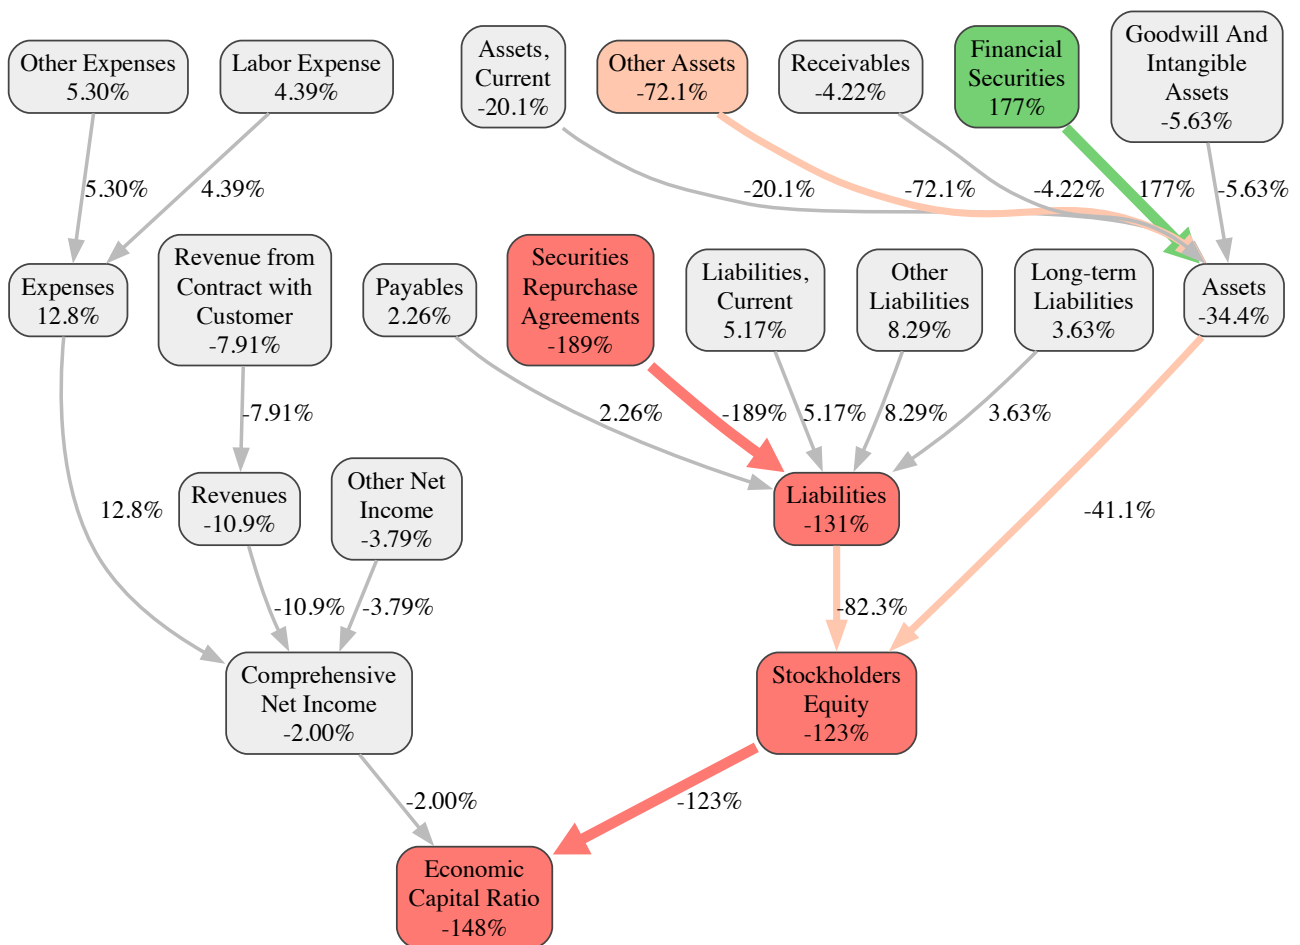 Other Expenses
5.30%
Labor Expense
4.39%
Assets,
Current
-20.1%
Other Assets
-72.1%
Receivables
-4.22%
Financial
Securities
177%
Goodwill And
Intangible
Assets
-5.63%
5.30%
4.39%
-20.1%
-72.1%
-4.22%
177%
-5.63%
Expenses
12.8%
Revenue from
Contract with
Customer
-7.91%
Payables
2.26%
Securities
Repurchase
Agreements
-189%
Liabilities,
Current
5.17%
Other
Liabilities
8.29%
Long-term
Liabilities
3.63%
Assets
-34.4%
-7.91%
2.26%
-189%
5.17%
8.29%
3.63%
12.8%
Revenues
-10.9%
Other Net
Income
-3.79%
Liabilities
-131%
-41.1%
-10.9%
-3.79%
-82.3%
Comprehensive
Net Income
-2.00%
Stockholders
Equity
-123%
-2.00%
-123%
Economic
Capital Ratio
-148%